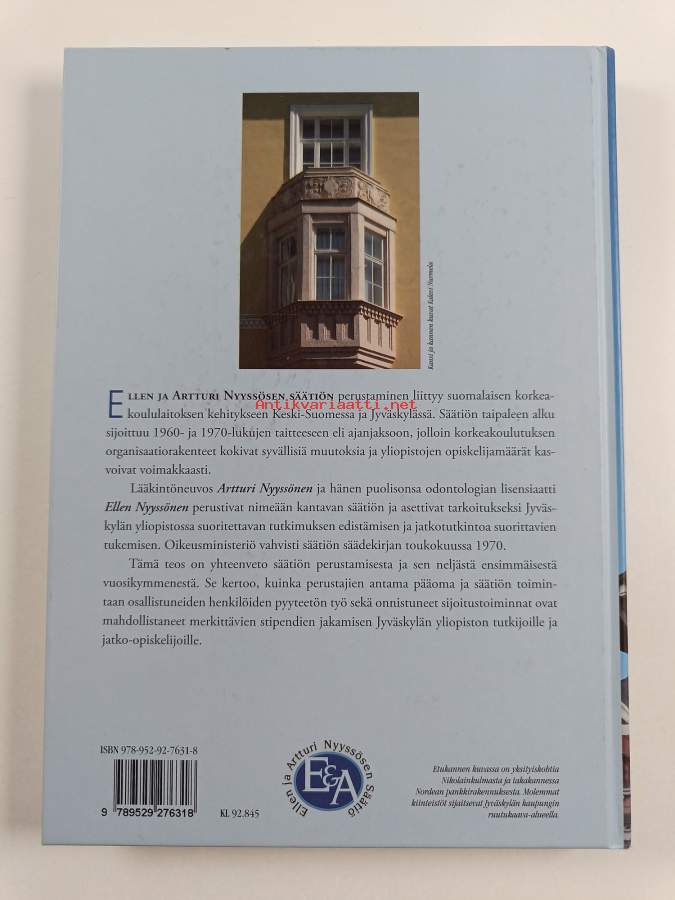 Kansi ja kannen kuvat Kalevi Nurmela
ELLEN JA ARTTURI NYYSSÖSEN SÄÄTIÖN perustaminen liittyy suomalaisen korkea-
Antikvariaatti.net
koululaitoksen kehitykseen Keski-Suomessa ja Jyväskylässä. Säätiön taipaleen alku
sijoittuu 1960- ja 1970-lukujen taitteeseen eli ajanjaksoon, jolloin korkeakoulutuksen
organisaatiorakenteet kokivat syvällisiä muutoksia ja yliopistojen opiskelijamäärät kas-
voivat voimakkaasti.
Lääkintöneuvos Artturi Nyyssönen ja hänen puolisonsa odontologian lisensiaatti
Ellen Nyyssönen perustivat nimeään kantavan säätiön ja asettivat tarkoitukseksi Jyväs-
kylän yliopistossa suoritettavan tutkimuksen edistämisen ja jatkotutkintoa suorittavien
tukemisen. Oikeusministeriö vahvisti säätiön säädekirjan toukokuussa 1970.
Tämä teos on yhteenveto säätiön perustamisesta ja sen neljästä ensimmäisestä
vuosikymmenestä. Se kertoo, kuinka perustajien antama pääoma ja säätiön toimin-
taan osallistuneiden henkilöiden pyyteetön työ sekä onnistuneet sijoitustoiminnat ovat
mahdollistaneet merkittävien stipendien jakamisen Jyväskylän yliopiston tutkijoille ja
jatko-opiskelijoille.
ISBN 978-952-92-7631-8
9 789529 276318
KL 92.845
Ellen ja Artturi Nyyssösen Säätiö
E&A
Etukannen kuvassa on yksityiskohtia
Nikolainkulmasta ja takakannessa
Nordean pankkirakennuksesta. Molemmat
kiinteistöt sijaitsevat Jyväskylän kaupungin
ruutukaava-alueella.